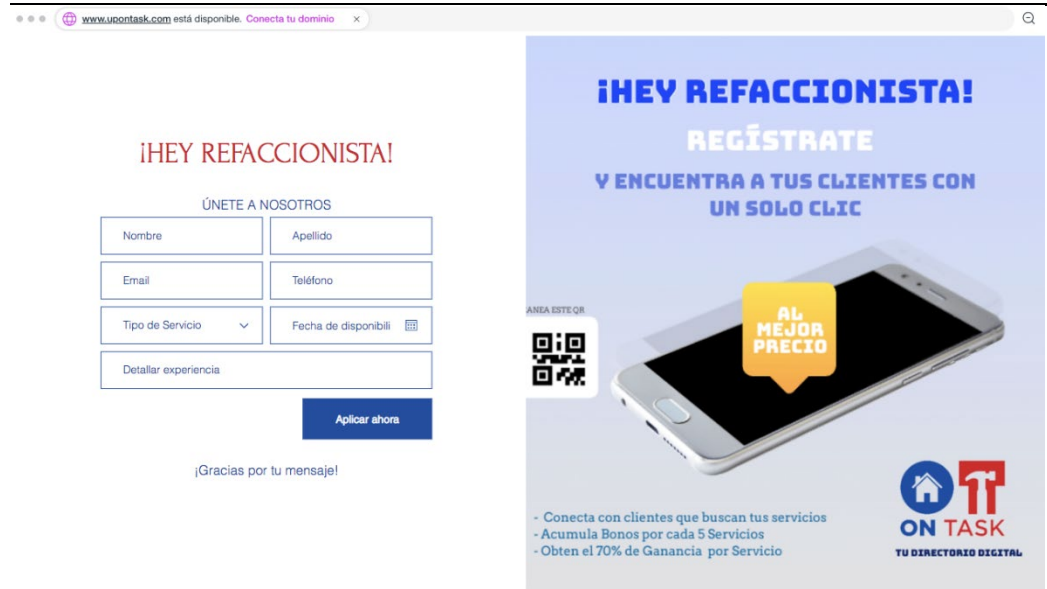 www.upontask.com está disponible. Conecta tu dominio
¡HEY REFACCIONISTA!
ÚNETE A NOSOTROS
Nombre
Apellido
Email
Teléfono
Tipo de Servicio
Fecha de disponibili
Detallar experiencia
Aplicar ahora
¡Gracias por tu mensaje!
¡HEY REFACCIONISTA!
REGÍSTRATE
Y ENCUENTRA A TUS CLIENTES CON
UN SOLO CLIC
ANEA ESTE QR
AL
MEJOR
PRECIO
- Conecta con clientes que buscan tus servicios
- Acumula Bonos por cada 5 Servicios
- Obten el 70% de Ganancia por Servicio
ON TASK
TU DIRECTORIO DIGITAL